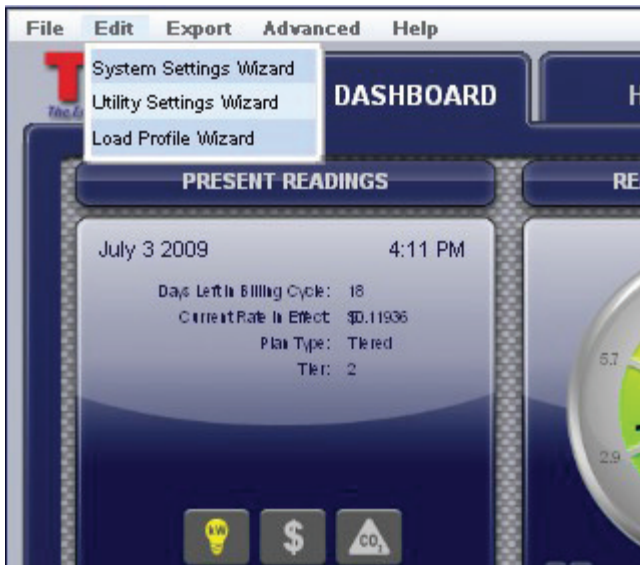 File Edit Export Advanced Help
System Settings Wizard
Utility Settings Wizard
Load Profile Wizard
DASHBOARD
PRESENT READINGS
July 3 2009 4:11 PM
Days Left in Billing Cycle: 18
Current Rate in Effect: $0.11936
Plan Type: Tiered
Tier: 2
5.7
2.9
kW $ CO₂